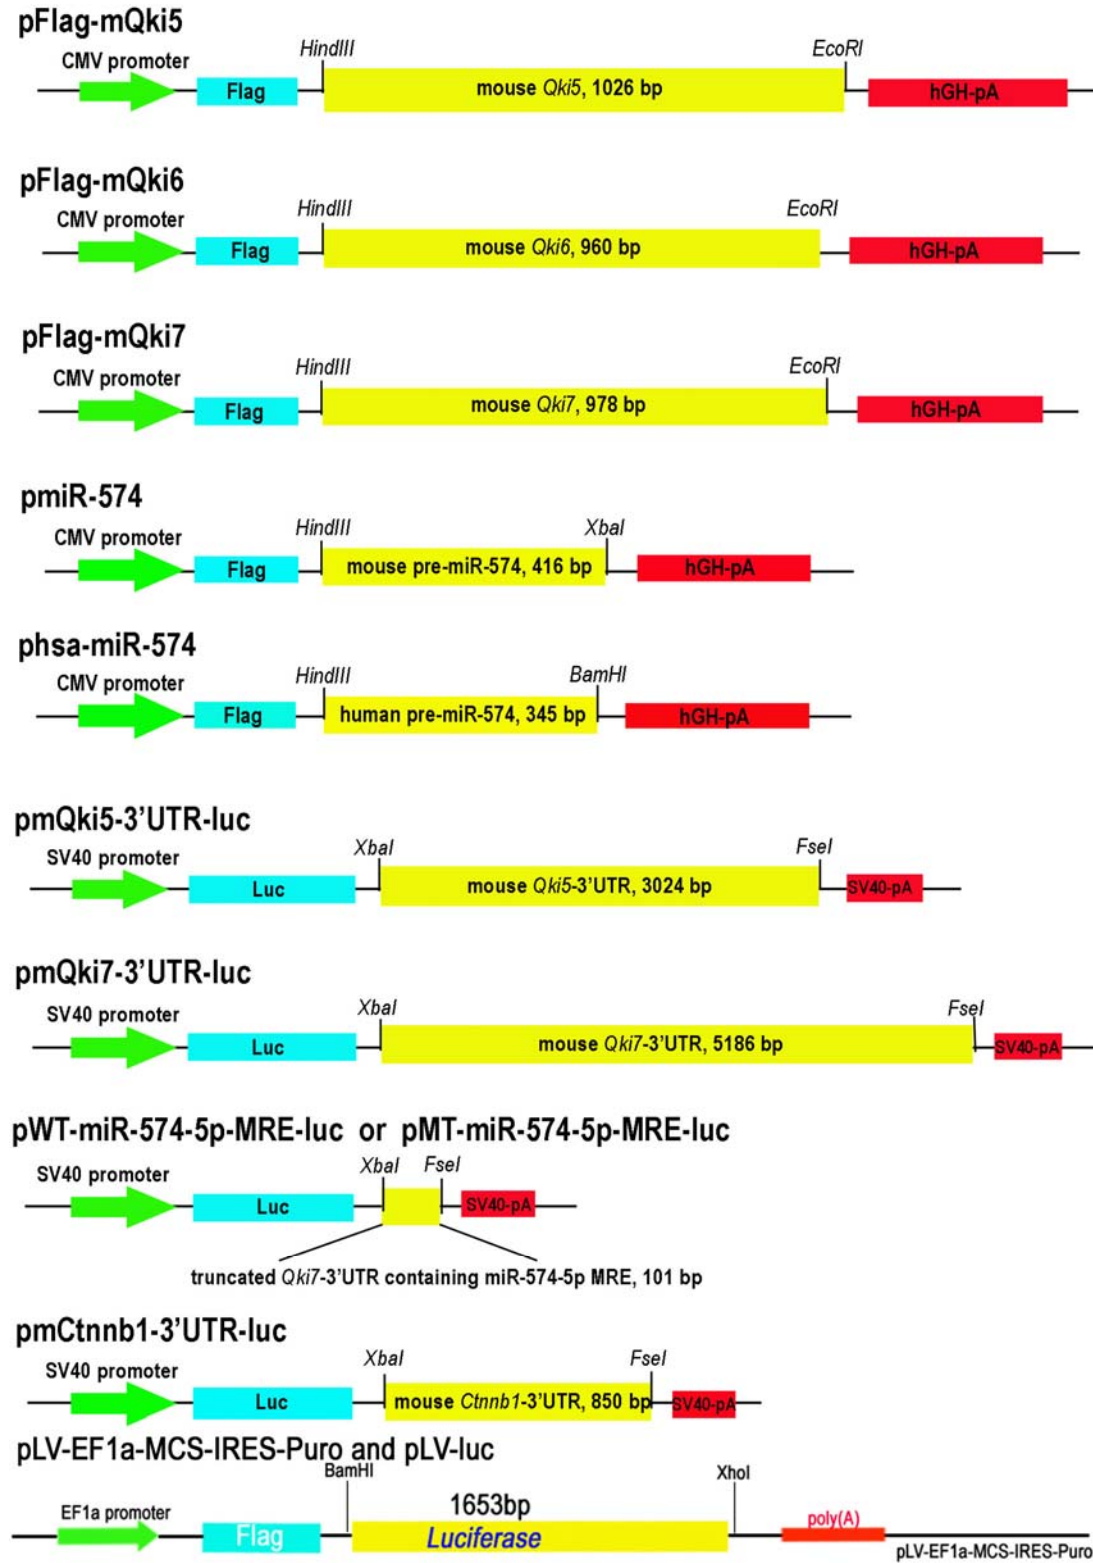 pFlag-mQki5
HindIII EcoRI
CMV promoter
Flag mouse Qki5, 1026 bp hGH-pA
pFlag-mQki6
HindIII EcoRI
CMV promoter
Flag mouse Qki6, 960 bp hGH-pA
pFlag-mQki7
HindIII EcoRI
CMV promoter
Flag mouse Qki7, 978 bp hGH-pA
pmiR-574
HindIII XbaI
CMV promoter
Flag mouse pre-miR-574, 416 bp hGH-pA
phsa-miR-574
HindIII BamHI
CMV promoter
Flag human pre-miR-574, 345 bp hGH-pA
pmQki5-3'UTR-luc
XbaI FseI
SV40 promoter
Luc mouse Qki5-3'UTR, 3024 bp SV40-pA
pmQki7-3'UTR-luc
XbaI FseI
SV40 promoter
Luc mouse Qki7-3'UTR, 5186 bp SV40-pA
pWT-miR-574-5p-MRE-luc or pMT-miR-574-5p-MRE-luc
XbaI FseI
SV40 promoter
Luc SV40-pA
truncated Qki7-3'UTR containing miR-574-5p MRE, 101 bp
pmCtnnb1-3'UTR-luc
XbaI FseI
SV40 promoter
Luc mouse Ctnnb1-3'UTR, 850 bp SV40-pA
pLV-EF1a-MCS-IRES-Puro and pLV-luc
BamHI XhoI
EF1a promoter 1653bp poly(A)
Flag Luciferase
pLV-EF1a-MCS-IRES-Puro